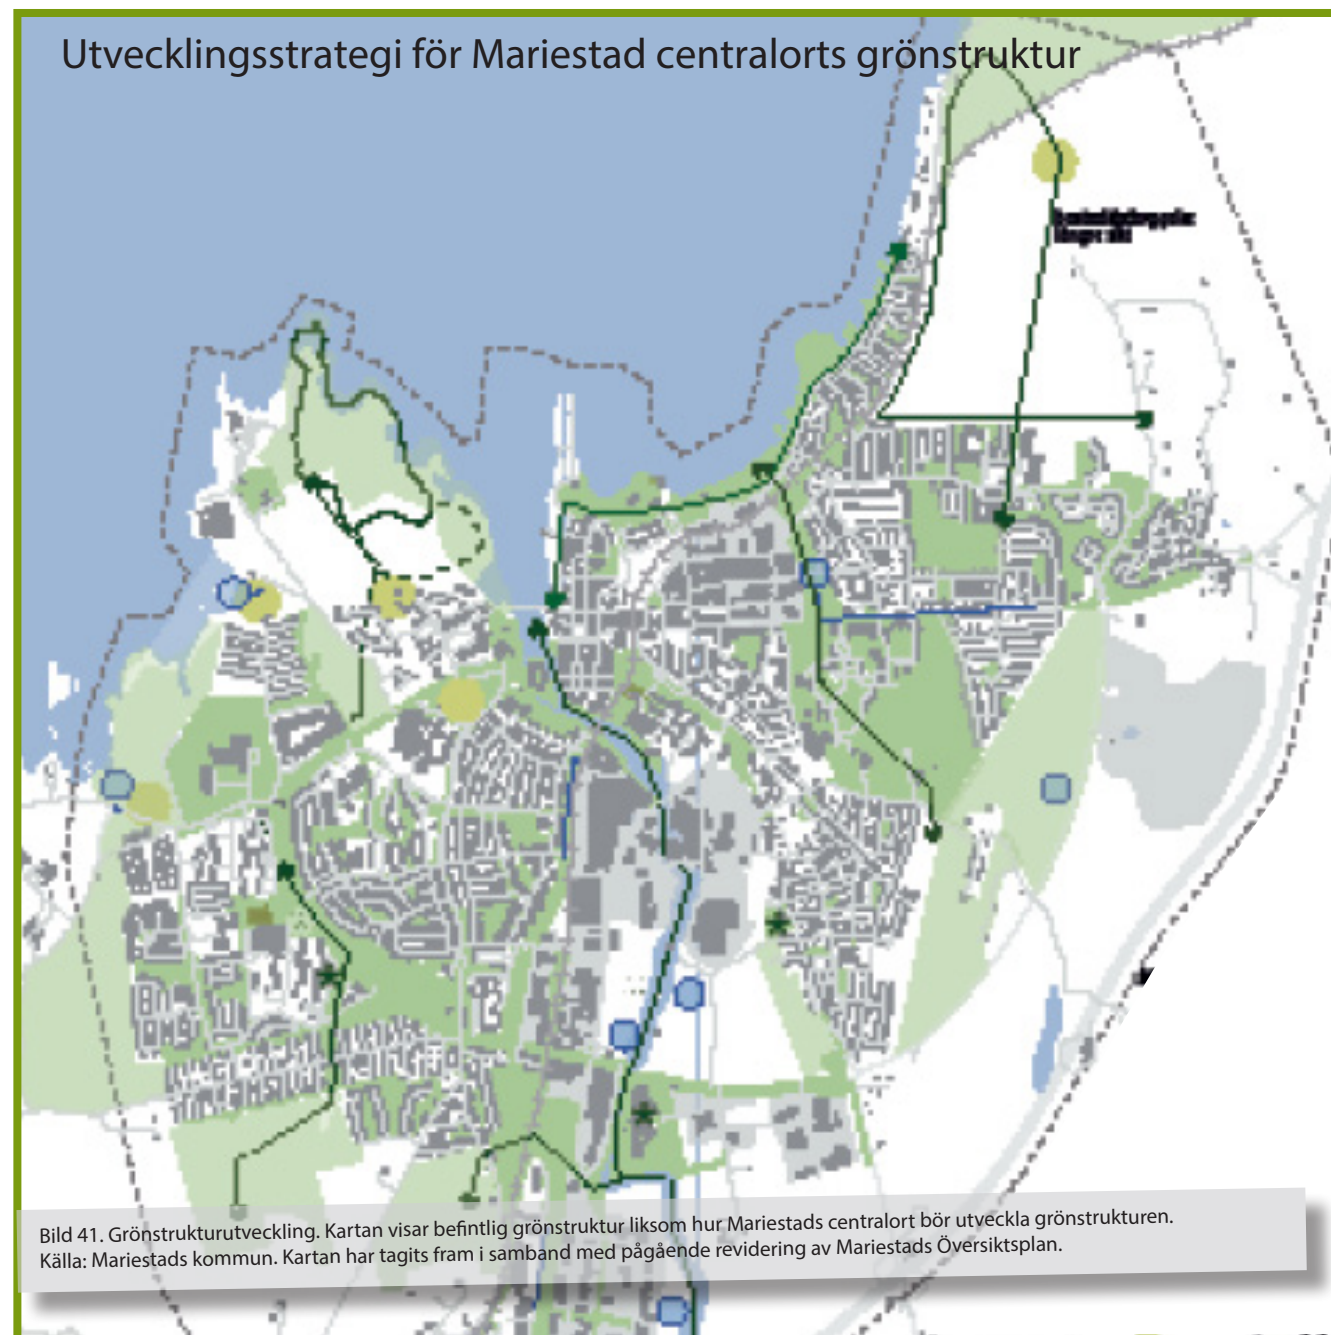 Utvecklingsstrategi för Mariestad centralorts grönstruktur
Bild 41. Grönstrukturutveckling. Kartan visar befintlig grönstruktur liksom hur Mariestads centralort bör utveckla grönstrukturen.
Källa: Mariestads kommun. Kartan har tagits fram i samband med pågående revidering av Mariestads Översiktsplan.